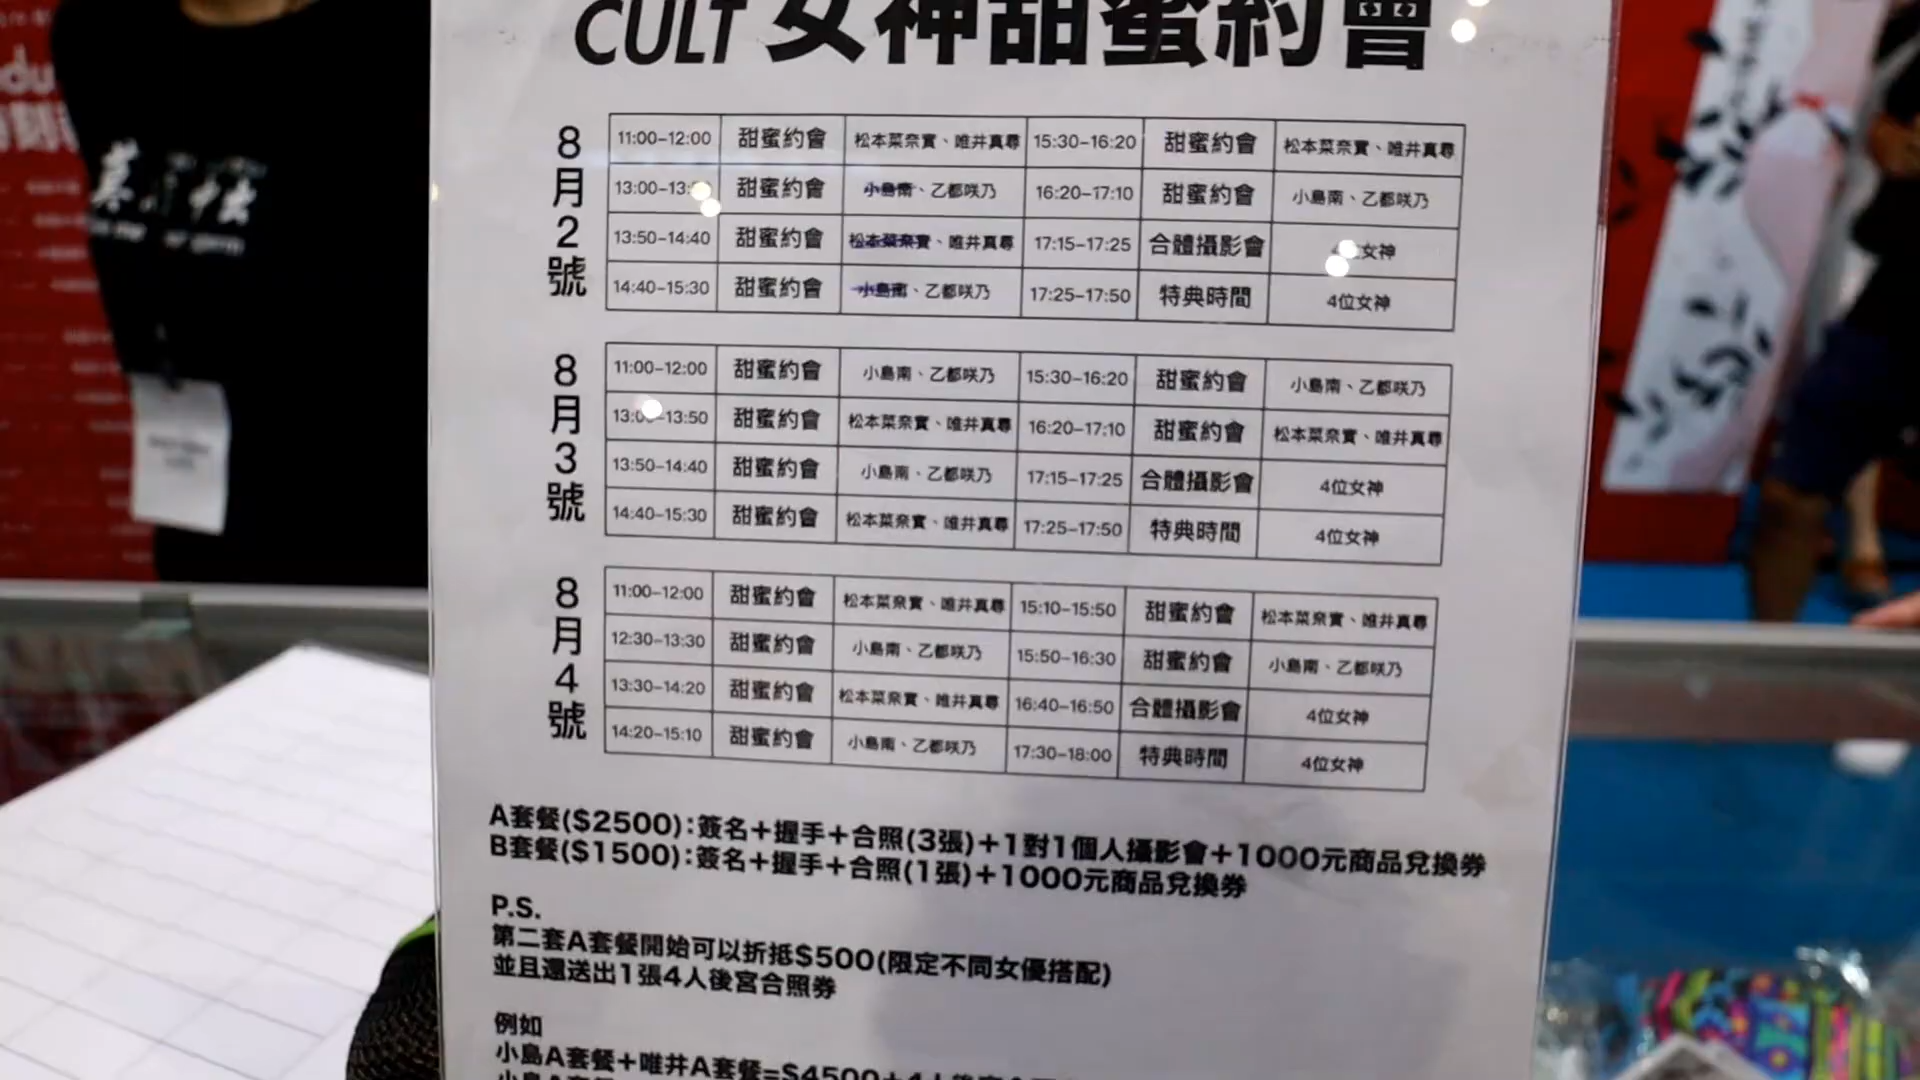 CULT 女神甜蜜約會
8月2號
11:00-12:00 甜蜜約會 松本菜奈實、唯井真尋 15:30-16:20 甜蜜約會 松本菜奈實、唯井真尋
13:00-13: 甜蜜約會 小島南、乙都咲乃 16:20-17:10 甜蜜約會 小島南、乙都咲乃
13:50-14:40 甜蜜約會 松本菜奈實、唯井真尋 17:15-17:25 合體攝影會 女神
14:40-15:30 甜蜜約會 小島南、乙都咲乃 17:25-17:50 特典時間 4位女神
8月3號
11:00-12:00 甜蜜約會 小島南、乙都咲乃 15:30-16:20 甜蜜約會 小島南、乙都咲乃
13:00-13:50 甜蜜約會 松本菜奈實、唯井真尋 16:20-17:10 甜蜜約會 松本菜奈實、唯井真尋
13:50-14:40 甜蜜約會 小島南、乙都咲乃 17:15-17:25 合體攝影會 4位女神
14:40-15:30 甜蜜約會 松本菜奈實、唯井真尋 17:25-17:50 特典時間 4位女神
8月4號
11:00-12:00 甜蜜約會 松本菜奈實、唯井真尋 15:10-15:50 甜蜜約會 松本菜奈實、唯井真尋
12:30-13:30 甜蜜約會 小島南、乙都咲乃 15:50-16:30 甜蜜約會 小島南、乙都咲乃
13:30-14:20 甜蜜約會 松本菜奈實、唯井真尋 16:40-16:50 合體攝影會 4位女神
14:20-15:10 甜蜜約會 小島南、乙都咲乃 17:30-18:00 特典時間 4位女神
A套餐($2500):簽名+握手+合照(3張)+1對1個人攝影會+1000元商品兌換券
B套餐($1500):簽名+握手+合照(1張)+1000元商品兌換券
P.S.
第二套A套餐開始可以折抵$500(限定不同女優搭配)
並且還送出1張4人後宮合照券
例如
小島A套餐+唯井A套餐=$4500+4人後宮